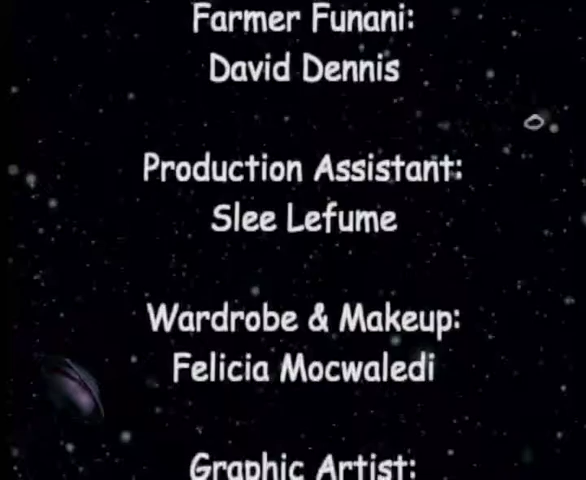 Farmer Funani:
David Dennis
Production Assistant:
Slee Lefume
Wardrobe & Makeup:
Felicia Mocwaledi
Graphic Artist: